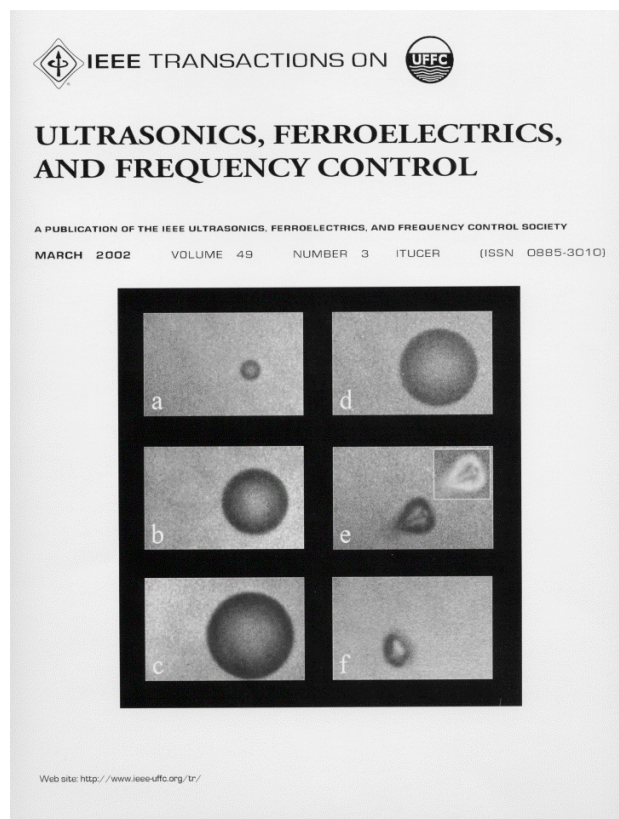 IEEE TRANSACTIONS ON UFFC
ULTRASONICS, FERROELECTRICS,
AND FREQUENCY CONTROL
A PUBLICATION OF THE IEEE ULTRASONICS, FERROELECTRICS, AND FREQUENCY CONTROL SOCIETY
MARCH 2002 VOLUME 49 NUMBER 3 ITUCER (ISSN 0885-3010)
a
d
b
e
c
f
Web site: http://www.ieee-uffc.org/tr/